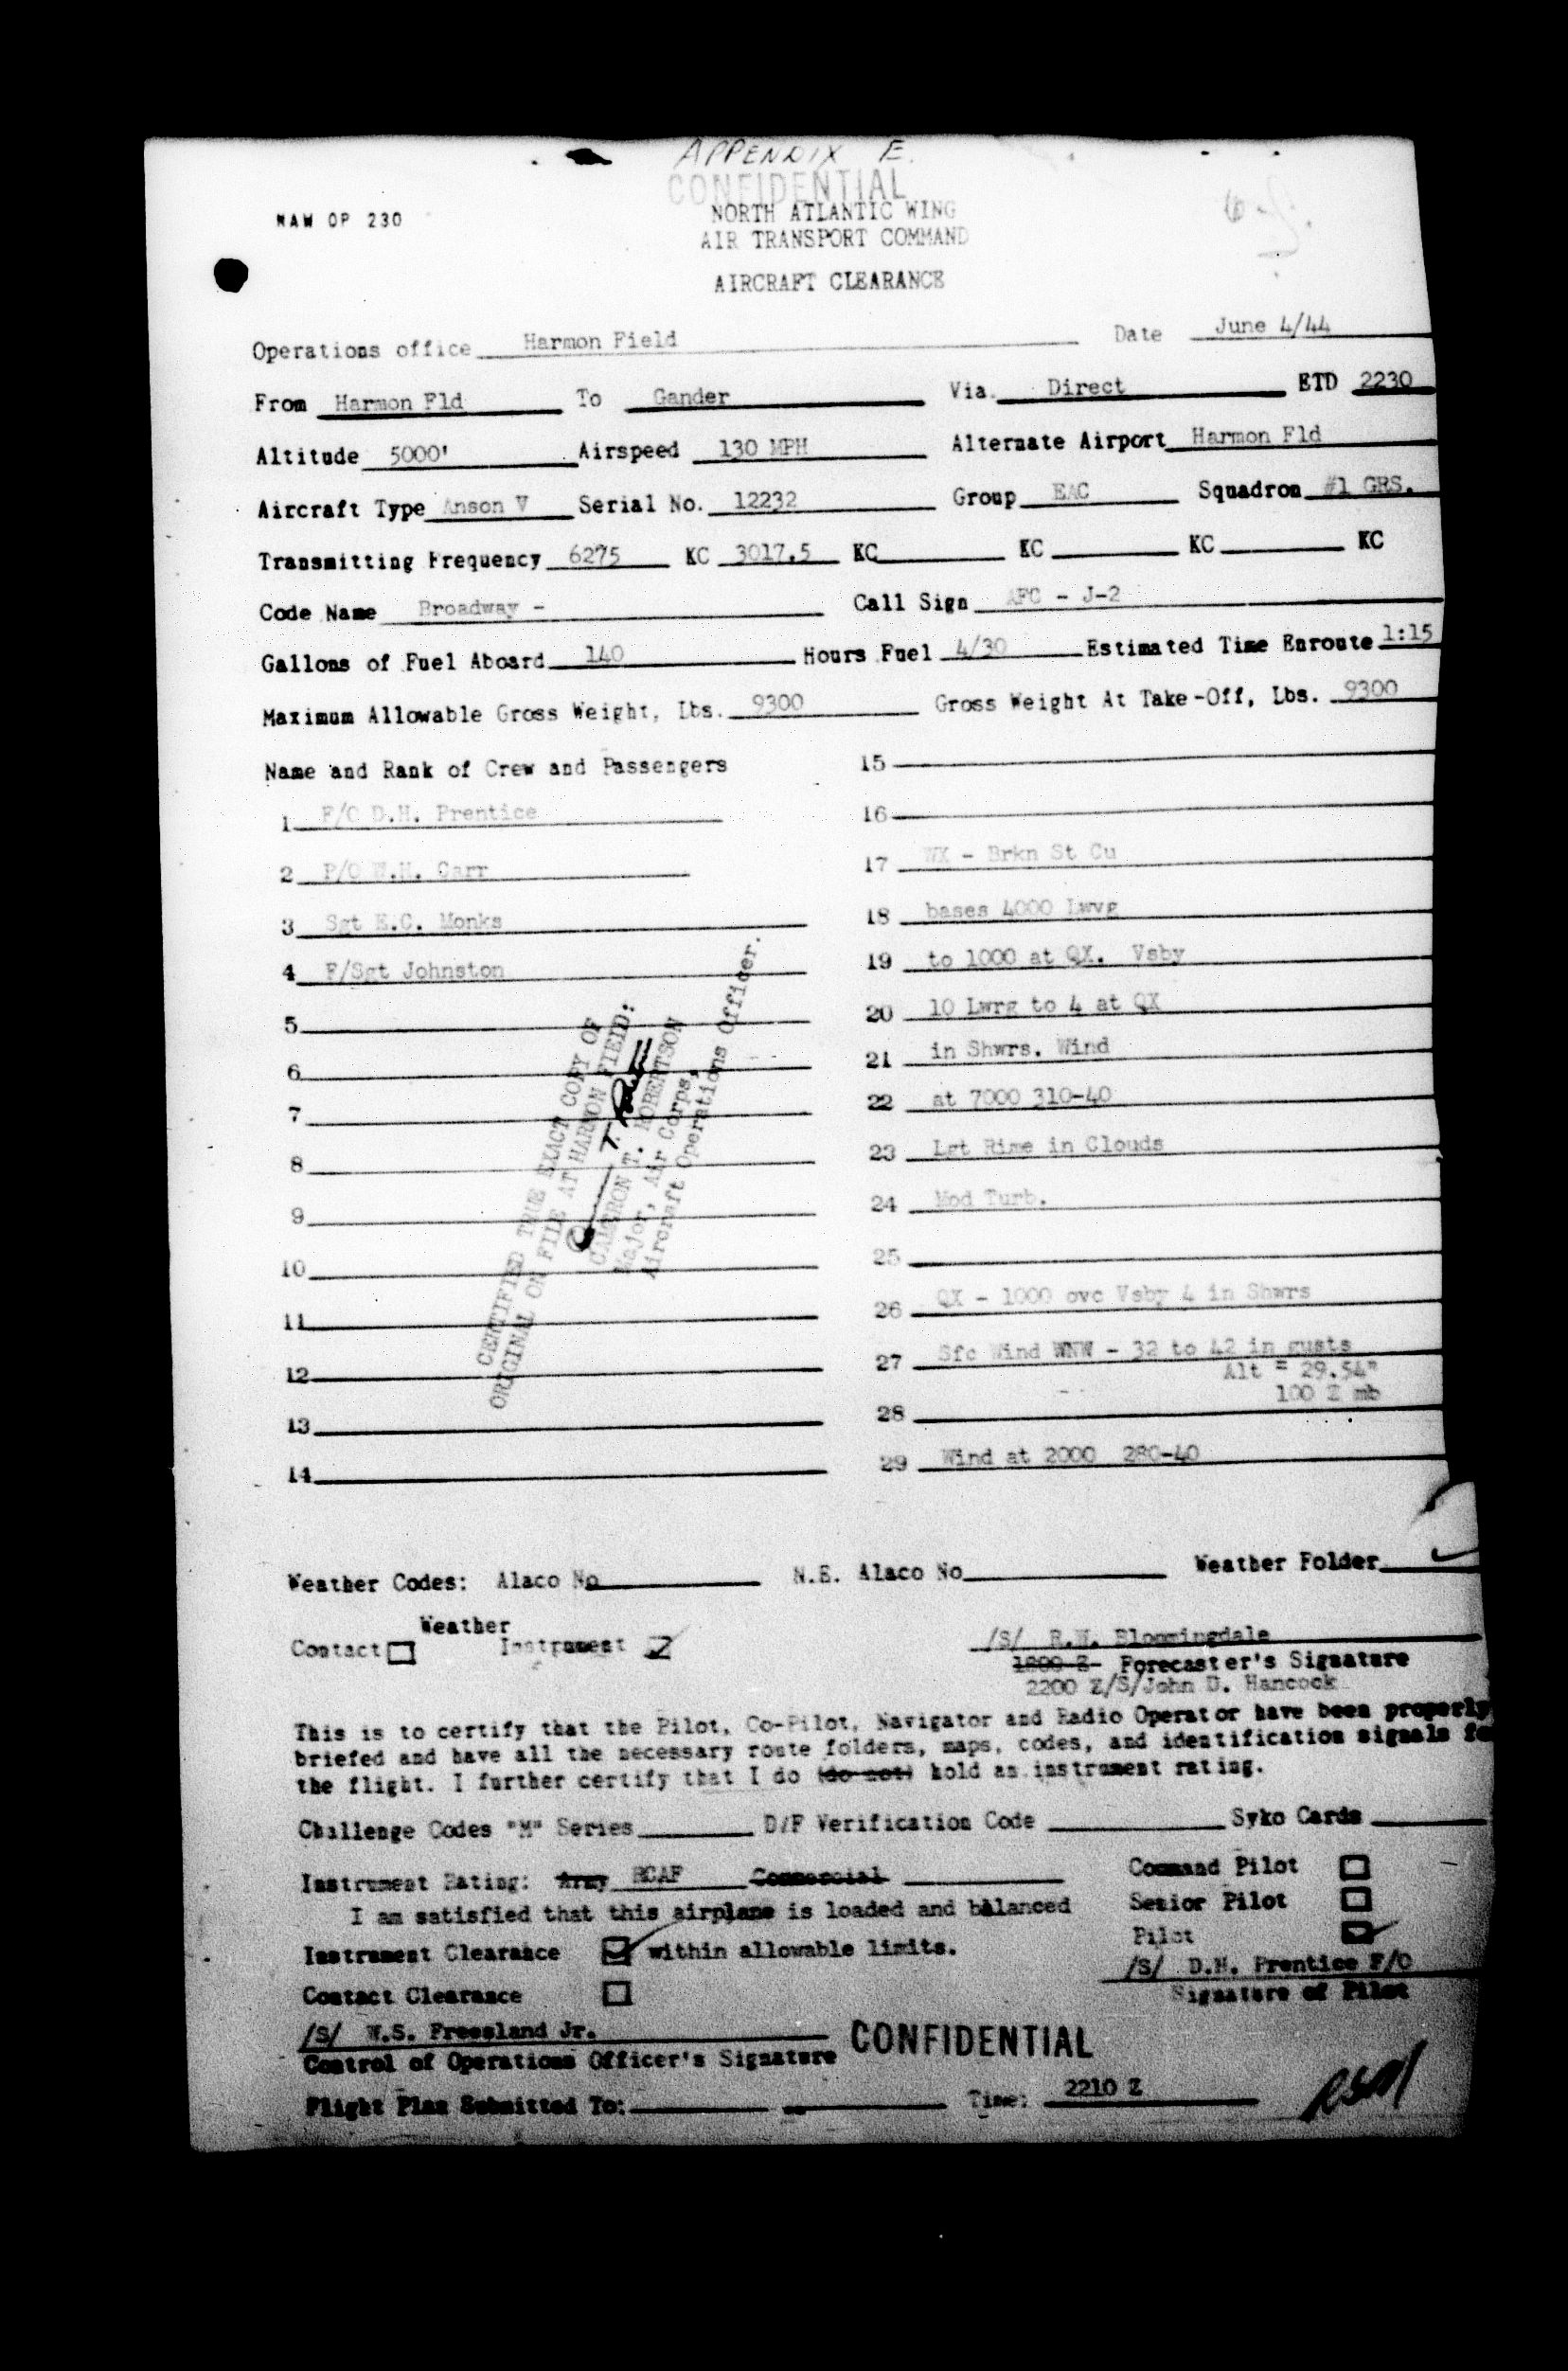 APPENDIX E.
CONFIDENTIAL
NAW OP 230
NORTH ATLANTIC WING
AIR TRANSPORT COMMAND
AIRCRAFT CLEARANCE
Operations office Harmon Field Date June 4/44
From Harmon Fld To Gander Via. Direct ETD 2230
Altitude 5000' Airspeed 130 MPH Alternate Airport Harmon Fld
Aircraft Type Anson V Serial No. 12232 Group EAC Squadron #1 GRS.
Transmitting Frequency 6275 KC 3017.5 KC KC KC KC
Code Name Broadway - Call Sign AFC - J-2
Gallons of Fuel Aboard 140 Hours Fuel 4/30 Estimated Time Enroute 1:15
Maximum Allowable Gross Weight, Lbs. 9300 Gross Weight At Take-Off, Lbs. 9300
Name and Rank of Crew and Passengers
1 F/O D.H. Prentice
2 P/O W.H. Carr
3 Sgt E.C. Monks
4 F/Sgt Johnston
5
6
7
8
9
10
11
12
13
14
CERTIFIED TRUE EXACT COPY OF
ORIGINAL ON FILE AT HARMON FIELD:
CAMERON T. ROBERTSON
Major, Air Corps,
Aircraft Operations Officer.
15
16
17 WX - Brkn St Cu
18 bases 4000 Lwvg
19 to 1000 at QX. Vsby
20 10 Lwrg to 4 at QX
21 in Shwrs. Wind
22 at 7000 310-40
23 Lgt Rime in Clouds
24 Mod Turb.
25
26 QX - 1000 ovc Vsby 4 in Shwrs
27 Sfc Wind WNW - 32 to 42 in gusts
Alt = 29.54"
100 Z mb
28
29 Wind at 2000 280-40
Weather Codes: Alaco No N.E. Alaco No Weather Folder
Weather
Contact Instrument
/S/ R.W. Bloomingdale
1800 Z Forecaster's Signature
2200 Z/S/John D. Hancock
This is to certify that the Pilot, Co-Pilot, Navigator and Radio Operator have been properly
briefed and have all the necessary route folders, maps, codes, and identification signals fo
the flight. I further certify that I do (do not) hold an instrument rating.
Challenge Codes "M" Series D/F Verification Code Syko Cards
Instrument Rating: Army RCAF Commercial Command Pilot
I am satisfied that this airplane is loaded and balanced Senior Pilot
Instrument Clearance within allowable limits. Pilot
/S/ D.H. Prentice F/O
Contact Clearance Signature of Pilot
/S/ W.S. Freesland Jr.
CONFIDENTIAL
Control of Operations Officer's Signature
Flight Plan Submitted To: Time: 2210 Z